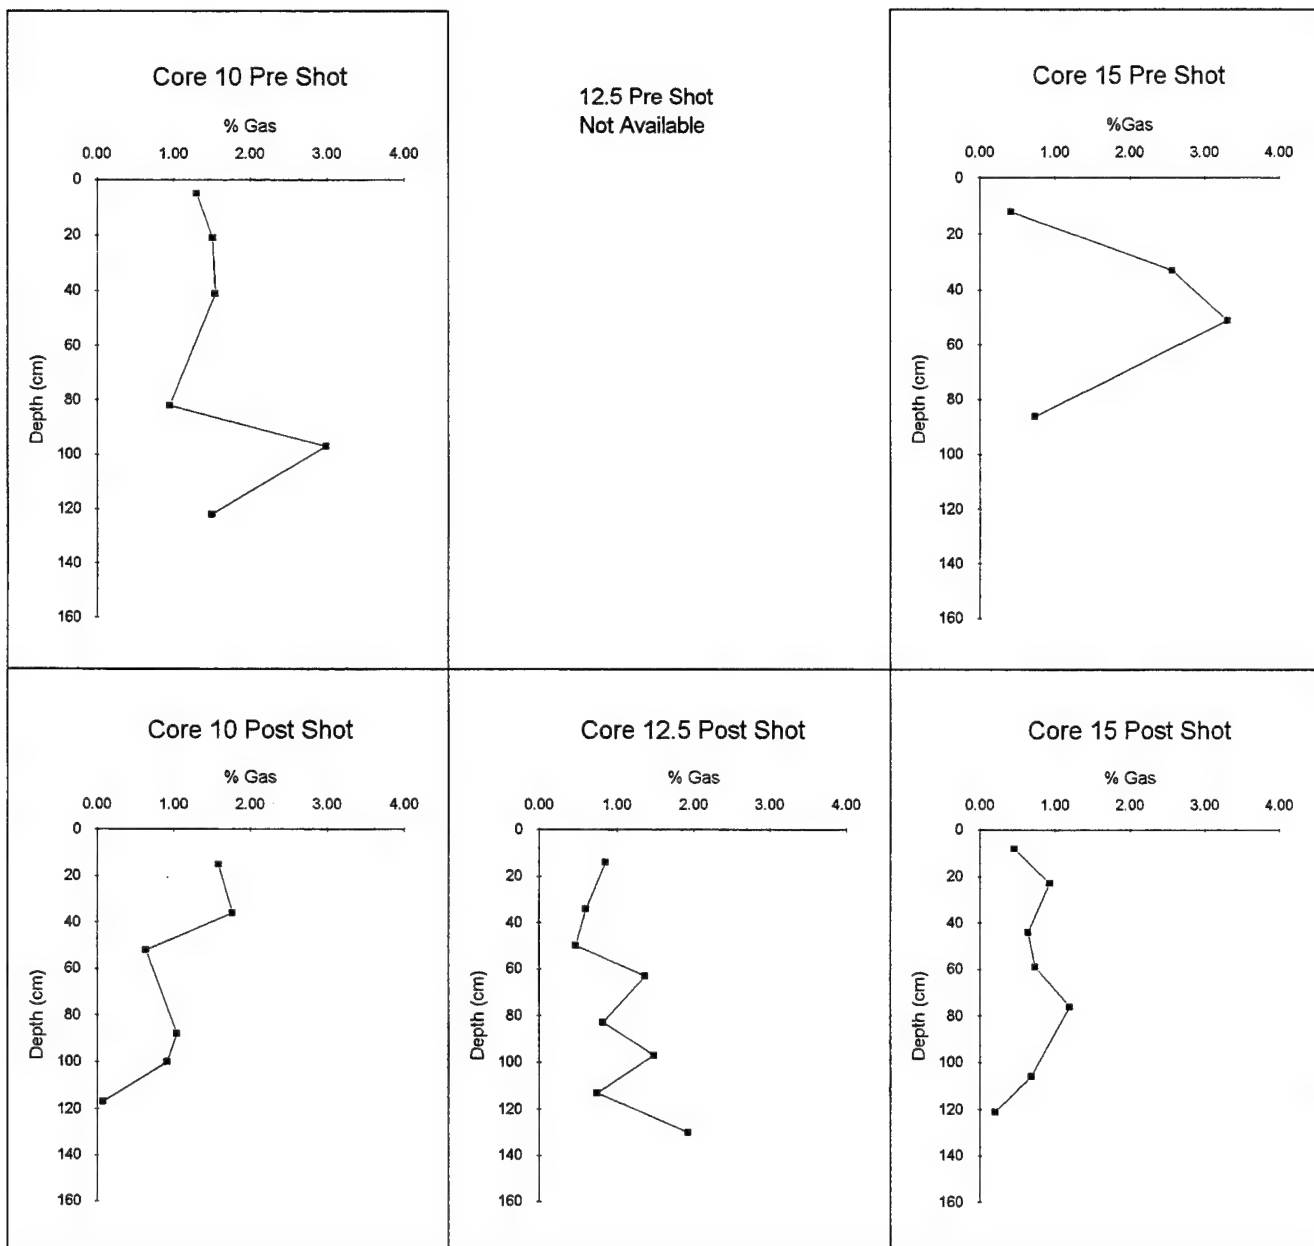 Core 10 Pre Shot
% Gas
0.00 1.00 2.00 3.00 4.00
0
20
40
60
80
100
120
140
160
Depth (cm)
12.5 Pre Shot
Not Available
Core 15 Pre Shot
%Gas
0.00 1.00 2.00 3.00 4.00
0
20
40
60
80
100
120
140
160
Depth (cm)
Core 10 Post Shot
% Gas
0.00 1.00 2.00 3.00 4.00
0
20
40
60
80
100
120
140
160
Depth (cm)
Core 12.5 Post Shot
% Gas
0.00 1.00 2.00 3.00 4.00
0
20
40
60
80
100
120
140
160
Depth (cm)
Core 15 Post Shot
% Gas
0.00 1.00 2.00 3.00 4.00
0
20
40
60
80
100
120
140
160
Depth (cm)